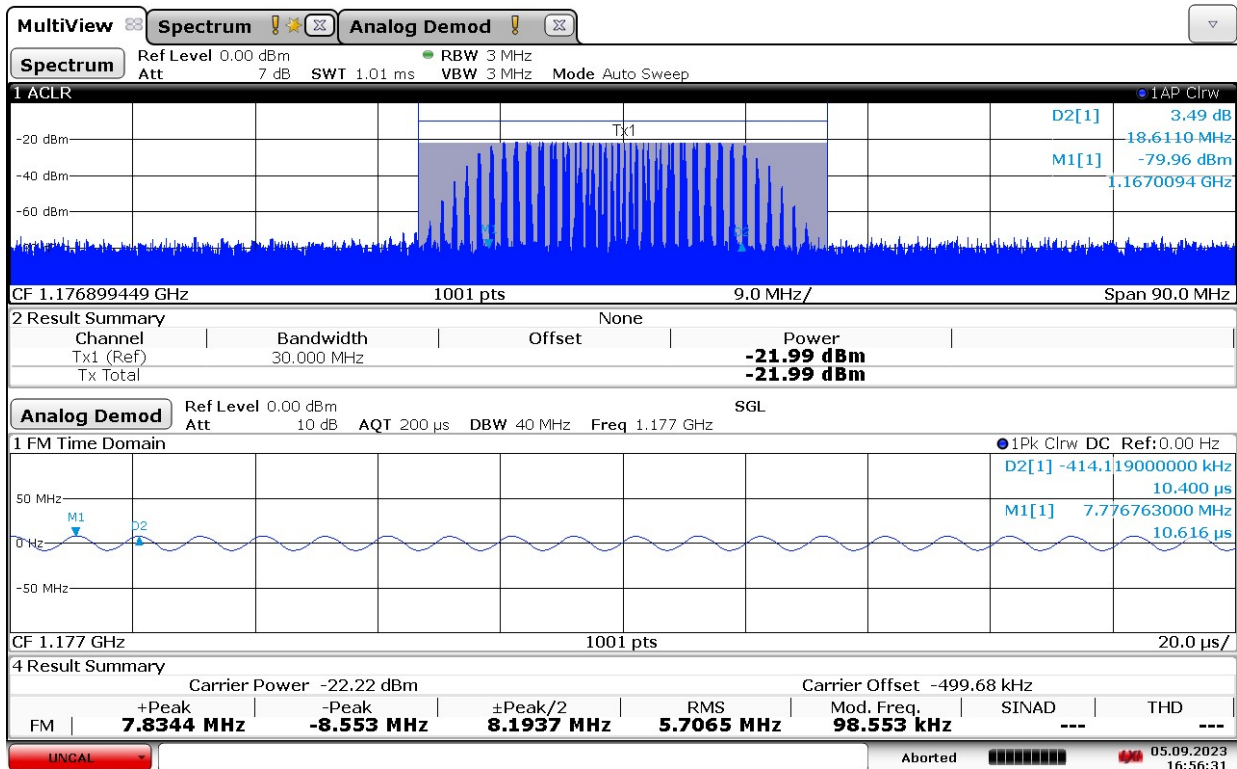 MultiView Spectrum Analog Demod
Spectrum Ref Level 0.00 dBm RBW 3 MHz
Att 7 dB SWT 1.01 ms VBW 3 MHz Mode Auto Sweep
1 ACLR 1AP Clrw
D2[1] 3.49 dB
18.6110 MHz
M1[1] -79.96 dBm
1.1670094 GHz
Tx1
-20 dBm
-40 dBm
-60 dBm
M1
D2
CF 1.176899449 GHz 1001 pts 9.0 MHz/ Span 90.0 MHz
2 Result Summary None
Channel Bandwidth Offset Power
Tx1 (Ref) 30.000 MHz -21.99 dBm
Tx Total -21.99 dBm
Analog Demod Ref Level 0.00 dBm SGL
Att 10 dB AQT 200 µs DBW 40 MHz Freq 1.177 GHz
1 FM Time Domain 1Pk Clrw DC Ref:0.00 Hz
D2[1] -414.119000000 kHz
10.400 µs
M1[1] 7.776763000 MHz
10.616 µs
50 MHz
M1
D2
0 Hz
-50 MHz
CF 1.177 GHz 1001 pts 20.0 µs/
4 Result Summary
Carrier Power -22.22 dBm Carrier Offset -499.68 kHz
+Peak -Peak ±Peak/2 RMS Mod. Freq. SINAD THD
FM 7.8344 MHz -8.553 MHz 8.1937 MHz 5.7065 MHz 98.553 kHz --- ---
UNCAL Aborted 05.09.2023
16:56:31